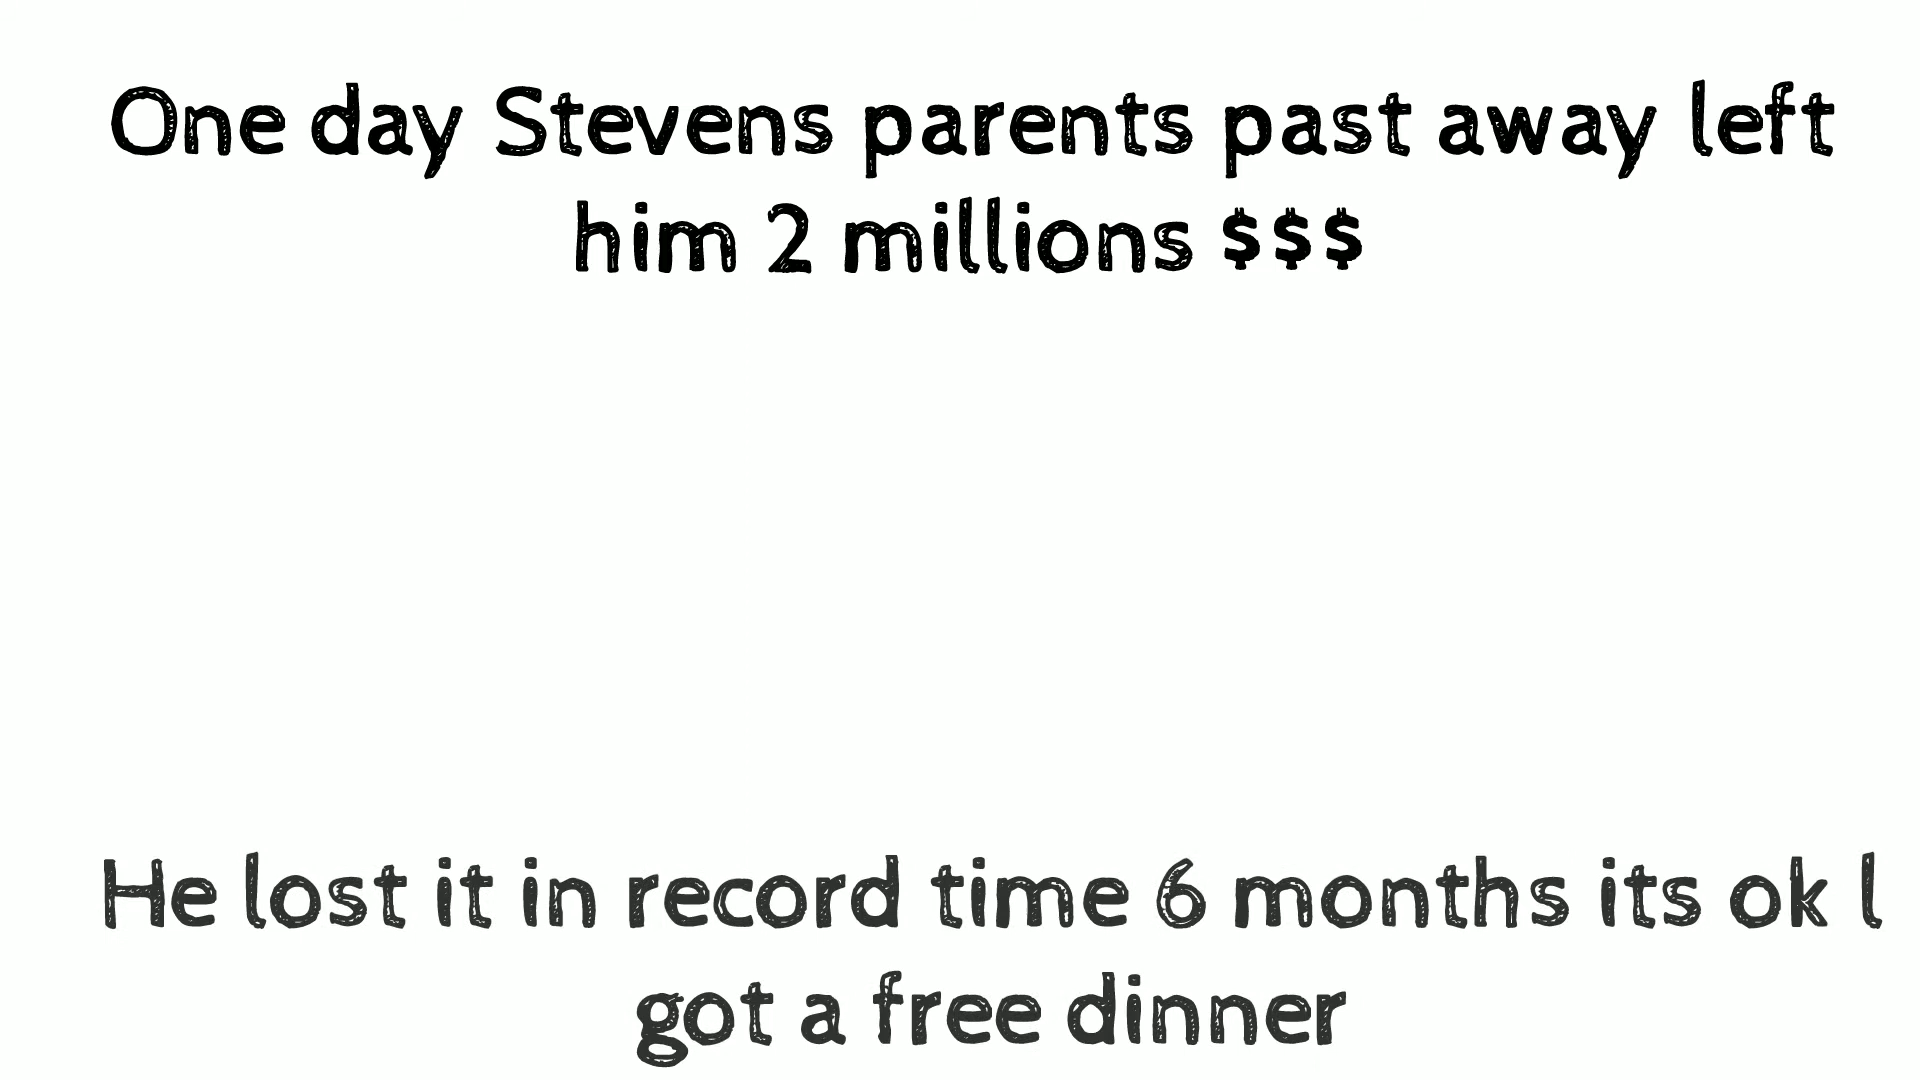 One day Stevens parents past away left
him 2 millions $$$
He lost it in record time 6 months its ok l
got a free dinner